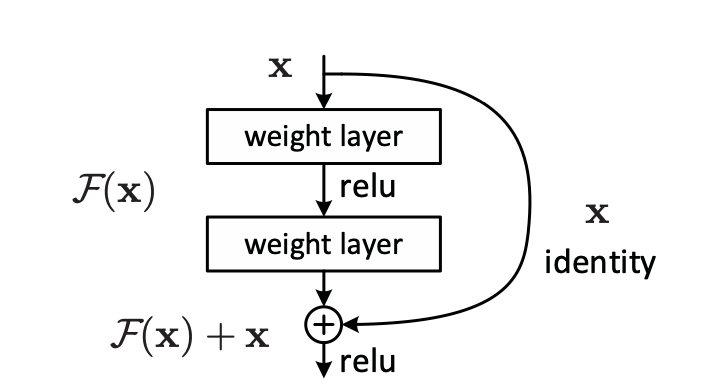 x
weight layer
relu
F(x)
x
weight layer
identity
F(x) + x
+
relu